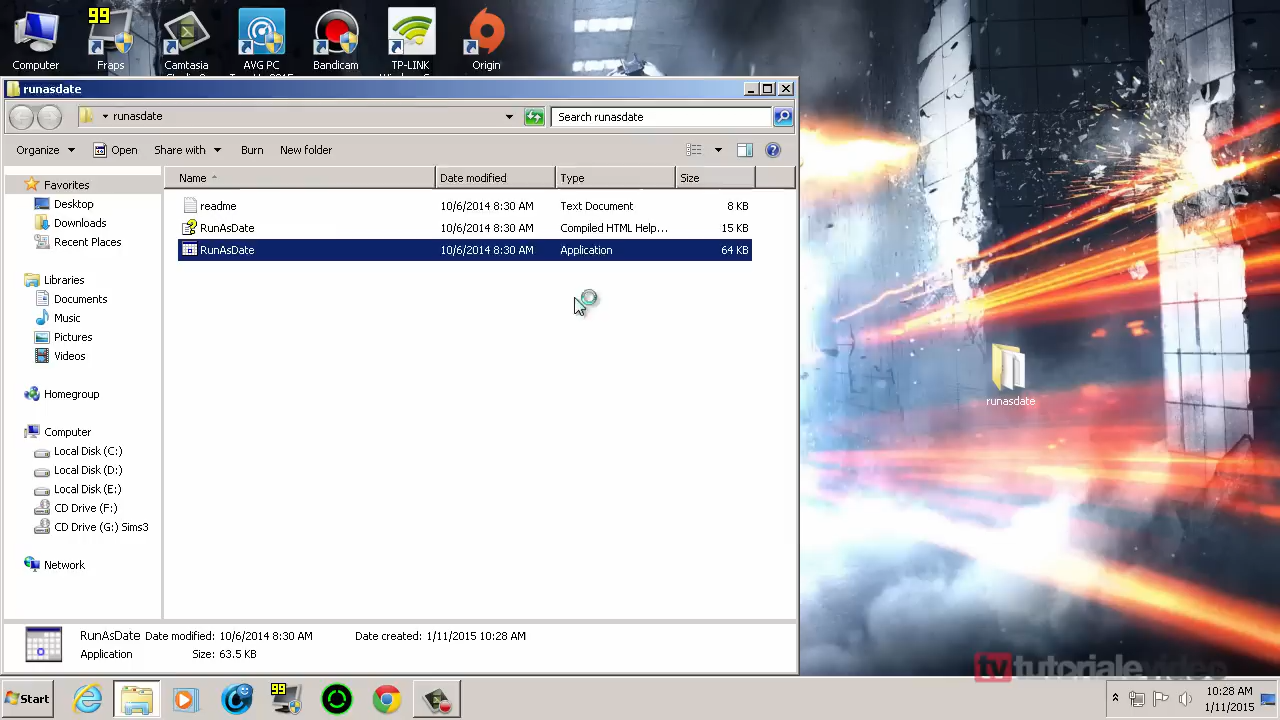 99
Computer
Fraps
Camtasia
AVG PC
Bandicam
TP-LINK
Origin
runasdate
runasdate
Search runasdate
Organize
Open
Share with
Burn
New folder
Name
Date modified
Type
Size
Favorites
Desktop
Downloads
Recent Places
Libraries
Documents
Music
Pictures
Videos
Homegroup
Computer
Local Disk (C:)
Local Disk (D:)
Local Disk (E:)
CD Drive (F:)
CD Drive (G:) Sims3
Network
readme 10/6/2014 8:30 AM Text Document 8 KB
RunAsDate 10/6/2014 8:30 AM Compiled HTML Help... 15 KB
RunAsDate 10/6/2014 8:30 AM Application 64 KB
runasdate
RunAsDate Date modified: 10/6/2014 8:30 AM Date created: 1/11/2015 10:28 AM
Application Size: 63.5 KB
tvtutorialevideo
Start
99
10:28 AM
1/11/2015